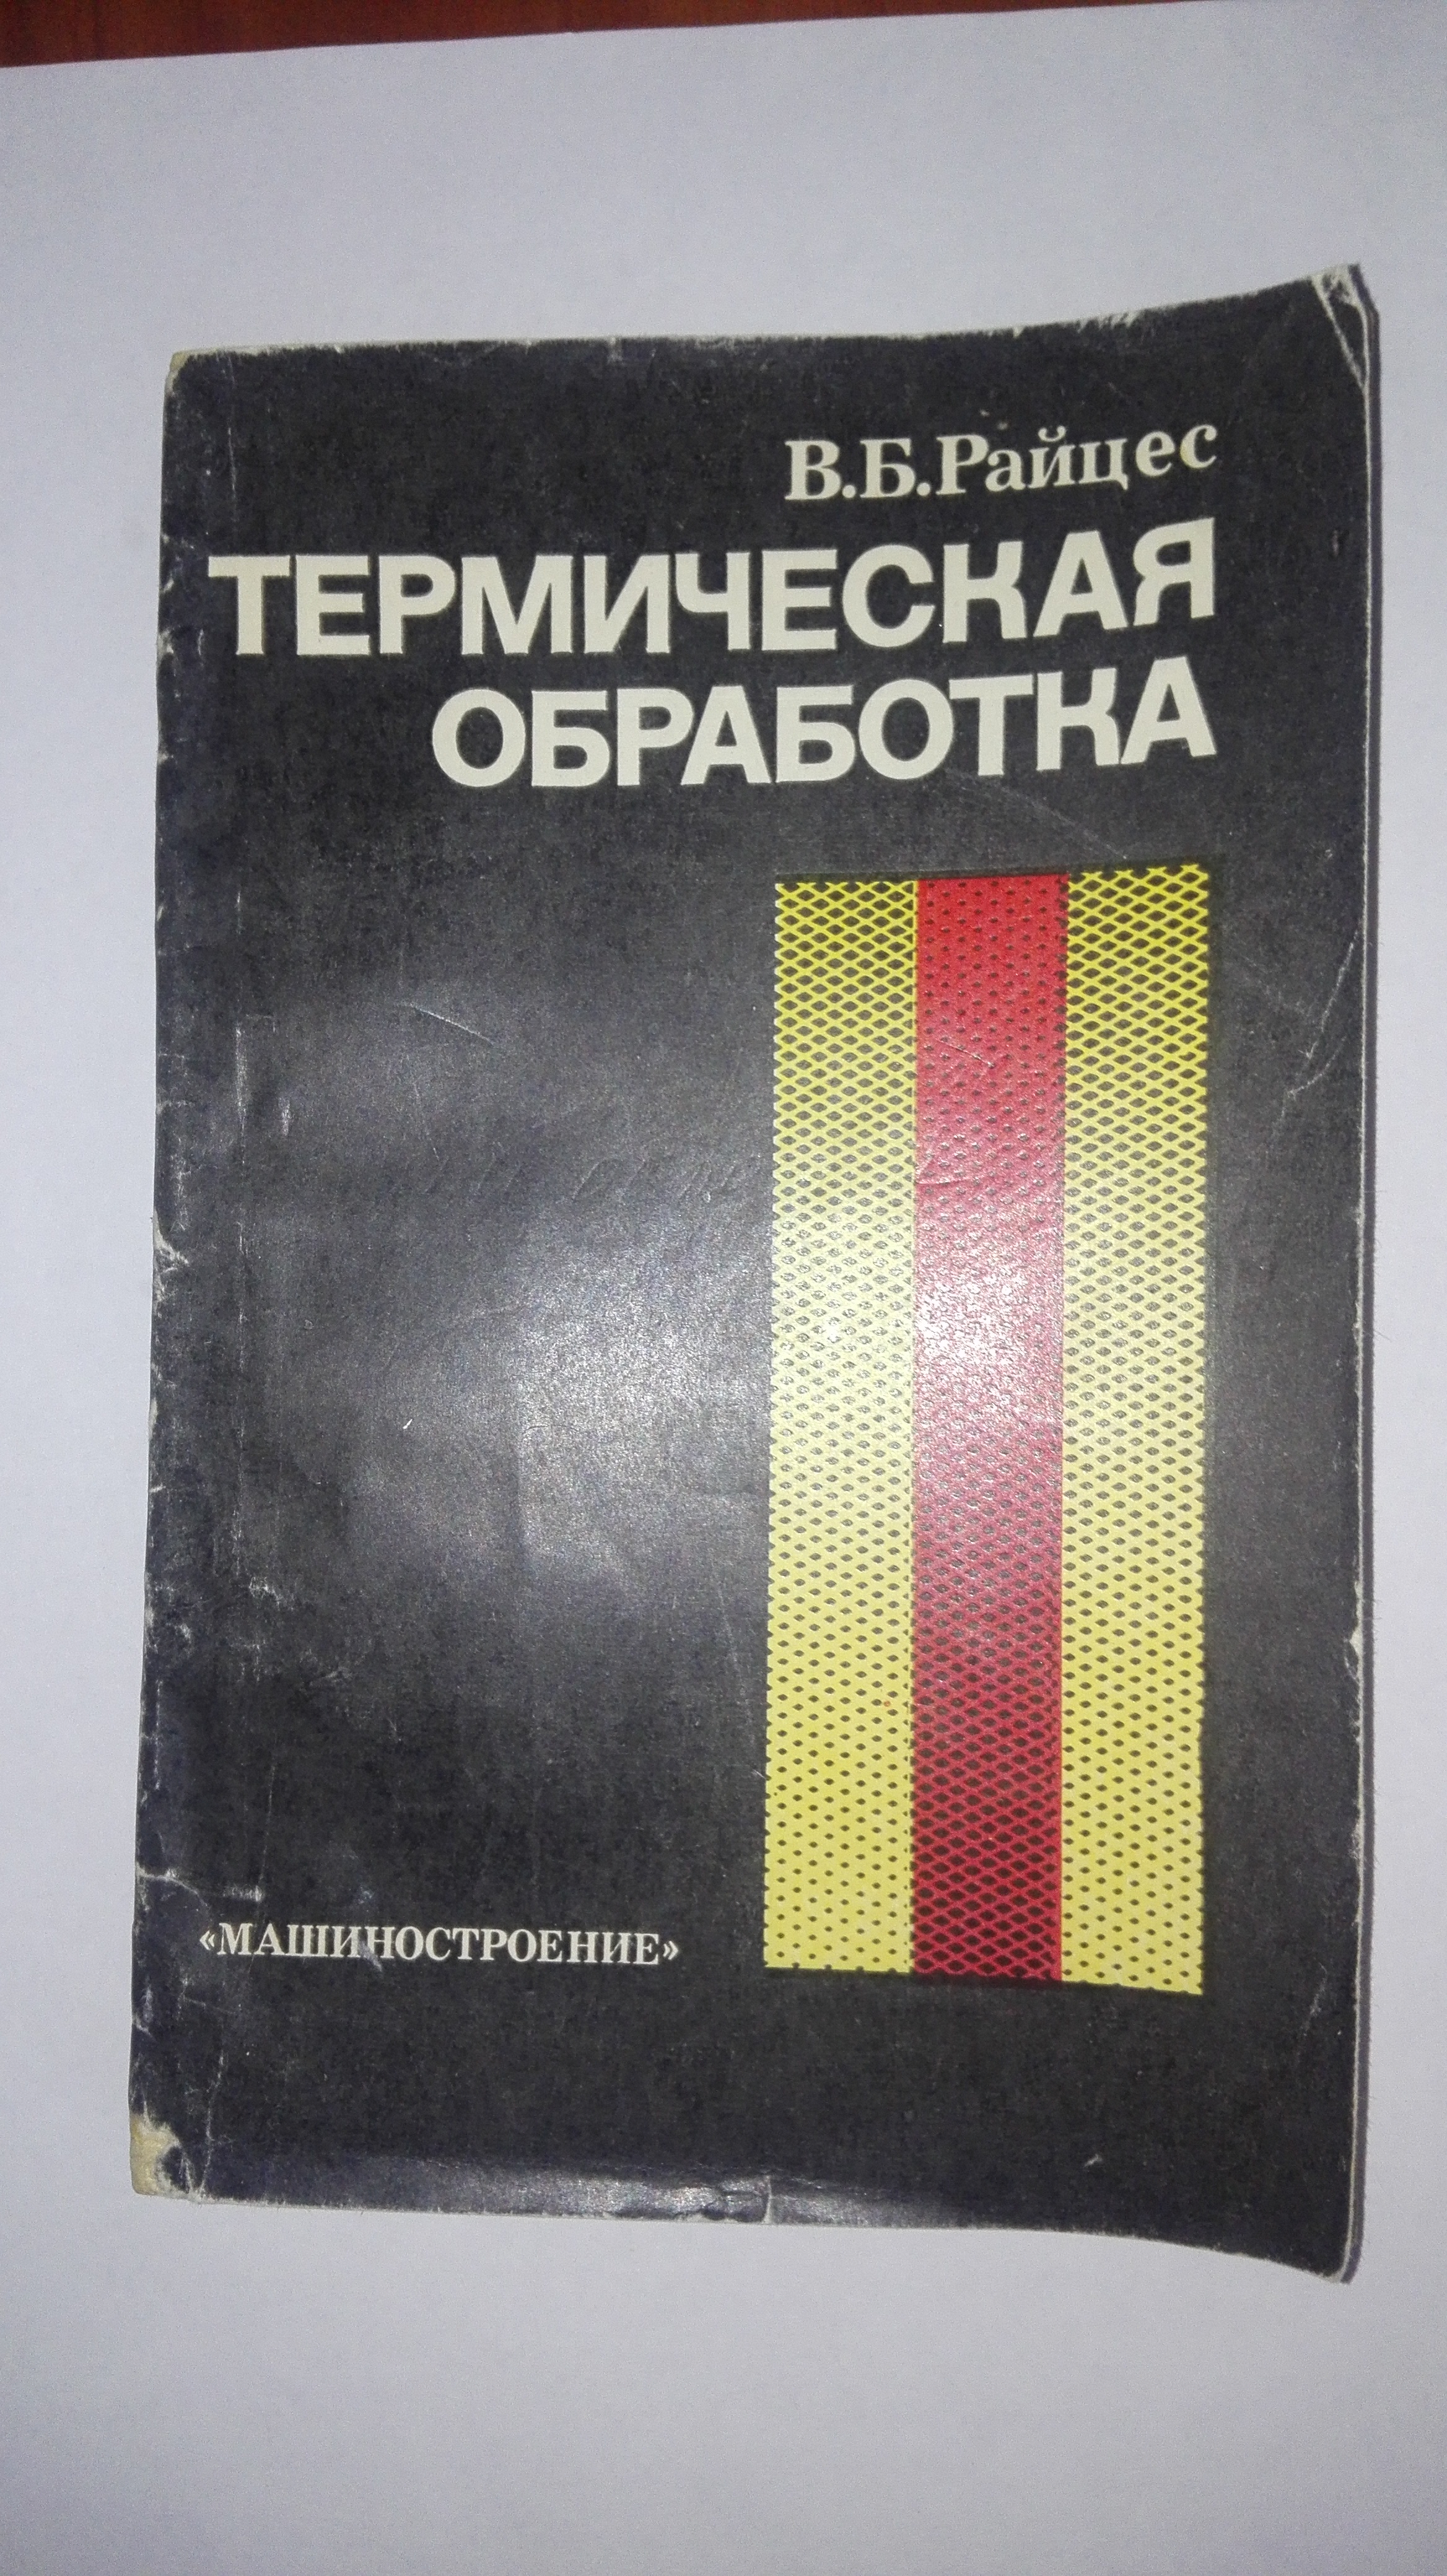 В.Б.Райцес
ТЕРМИЧЕСКАЯ
ОБРАБОТКА
«МАШИНОСТРОЕНИЕ»